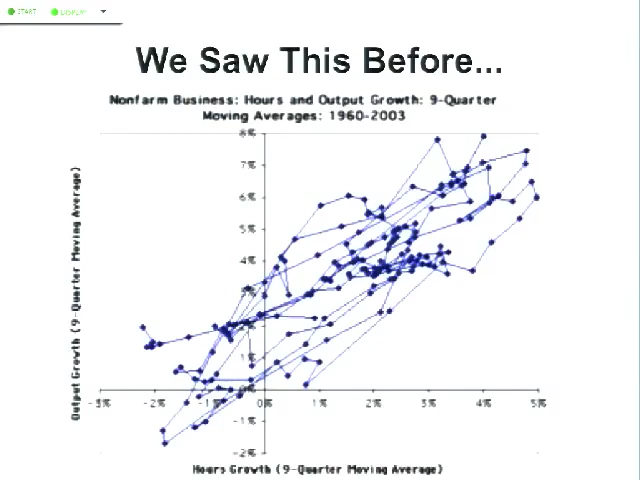 START DISPLAY
We Saw This Before...
Nonfarm Business: Hours and Output Growth: 9-Quarter
Moving Averages: 1960-2003
8%
7%
6%
5%
4%
3%
2%
1%
0%
-3% -2% -1% 0% 1% 2% 3% 4% 5%
-1%
-2%
Output Growth (9-Quarter Moving Average)
Hours Growth (9-Quarter Moving Average)